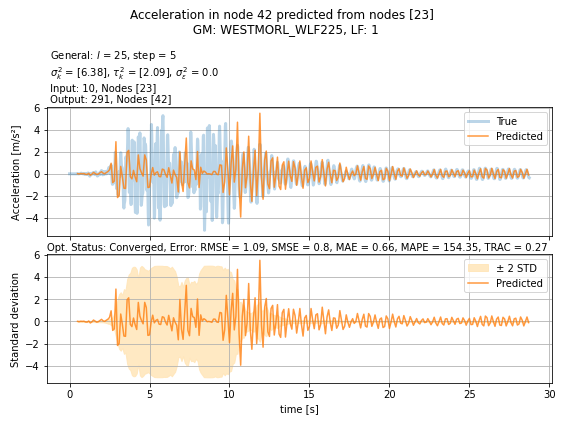 Acceleration in node 42 predicted from nodes [23]
GM: WESTMORL_WLF225, LF: 1
General: l = 25, step = 5
σ²ₖ = [6.38], τ²ₖ = [2.09], σ²ε = 0.0
Input: 10, Nodes [23]
Output: 291, Nodes [42]
Acceleration [m/s²]
6
4
2
0
−2
−4
True
Predicted
Opt. Status: Converged, Error: RMSE = 1.09, SMSE = 0.8, MAE = 0.66, MAPE = 154.35, TRAC = 0.27
Standard deviation
6
4
2
0
−2
−4
± 2 STD
Predicted
0 5 10 15 20 25 30
time [s]